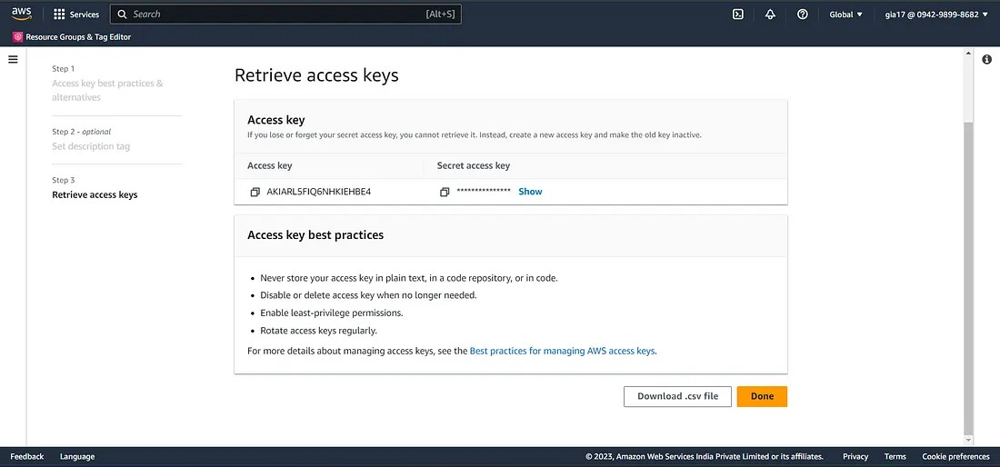 aws
Services
Search [Alt+S]
Global
gia17 @ 0942-9899-8682
Resource Groups & Tag Editor
Step 1
Access key best practices &
alternatives
Step 2 - optional
Set description tag
Step 3
Retrieve access keys
Retrieve access keys
Access key
If you lose or forget your secret access key, you cannot retrieve it. Instead, create a new access key and make the old key inactive.
Access key Secret access key
AKIARL5FIQ6NHKIEHBE4 *************** Show
Access key best practices
• Never store your access key in plain text, in a code repository, or in code.
• Disable or delete access key when no longer needed.
• Enable least-privilege permissions.
• Rotate access keys regularly.
For more details about managing access keys, see the Best practices for managing AWS access keys.
Download .csv file Done
Feedback Language © 2023, Amazon Web Services India Private Limited or its affiliates. Privacy Terms Cookie preferences